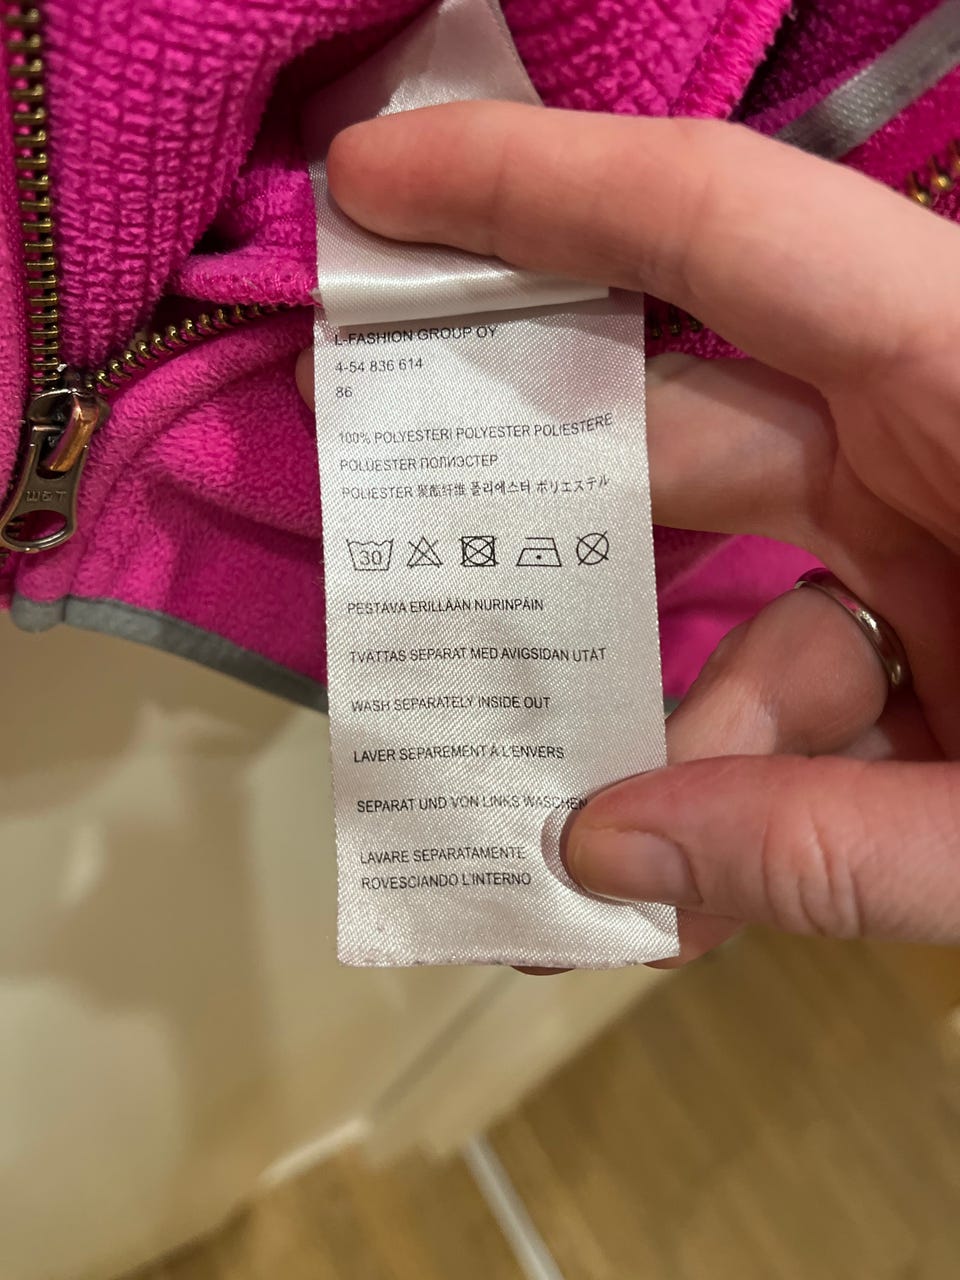 L-FASHION GROUP OY
4-54 836 614
86
100% POLYESTERI POLYESTER POLIESTERE
POLUESTER ПОЛИЭСТЕР
POLIESTER 聚酯纤维 폴리에스터 ポリエステル
30
PESTAVA ERILLÄÄN NURINPÄIN
TVÄTTAS SEPARAT MED AVIGSIDAN UTÅT
WASH SEPARATELY INSIDE OUT
LAVER SEPAREMENT À L'ENVERS
SEPARAT UND VON LINKS WASCHEN
LAVARE SEPARATAMENTE
ROVESCIANDO L'INTERNO
W&T